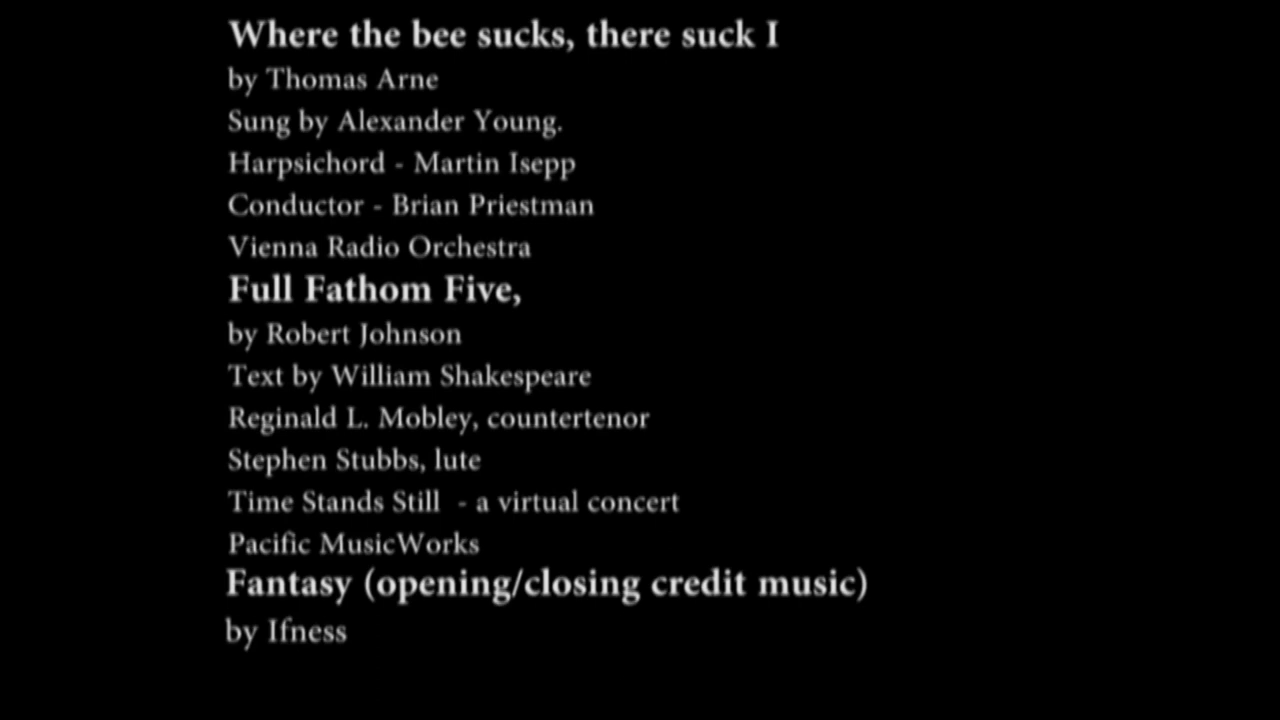 Where the bee sucks, there suck I
by Thomas Arne
Sung by Alexander Young.
Harpsichord - Martin Isepp
Conductor - Brian Priestman
Vienna Radio Orchestra
Full Fathom Five,
by Robert Johnson
Text by William Shakespeare
Reginald L. Mobley, countertenor
Stephen Stubbs, lute
Time Stands Still  - a virtual concert
Pacific MusicWorks
Fantasy (opening/closing credit music)
by Ifness